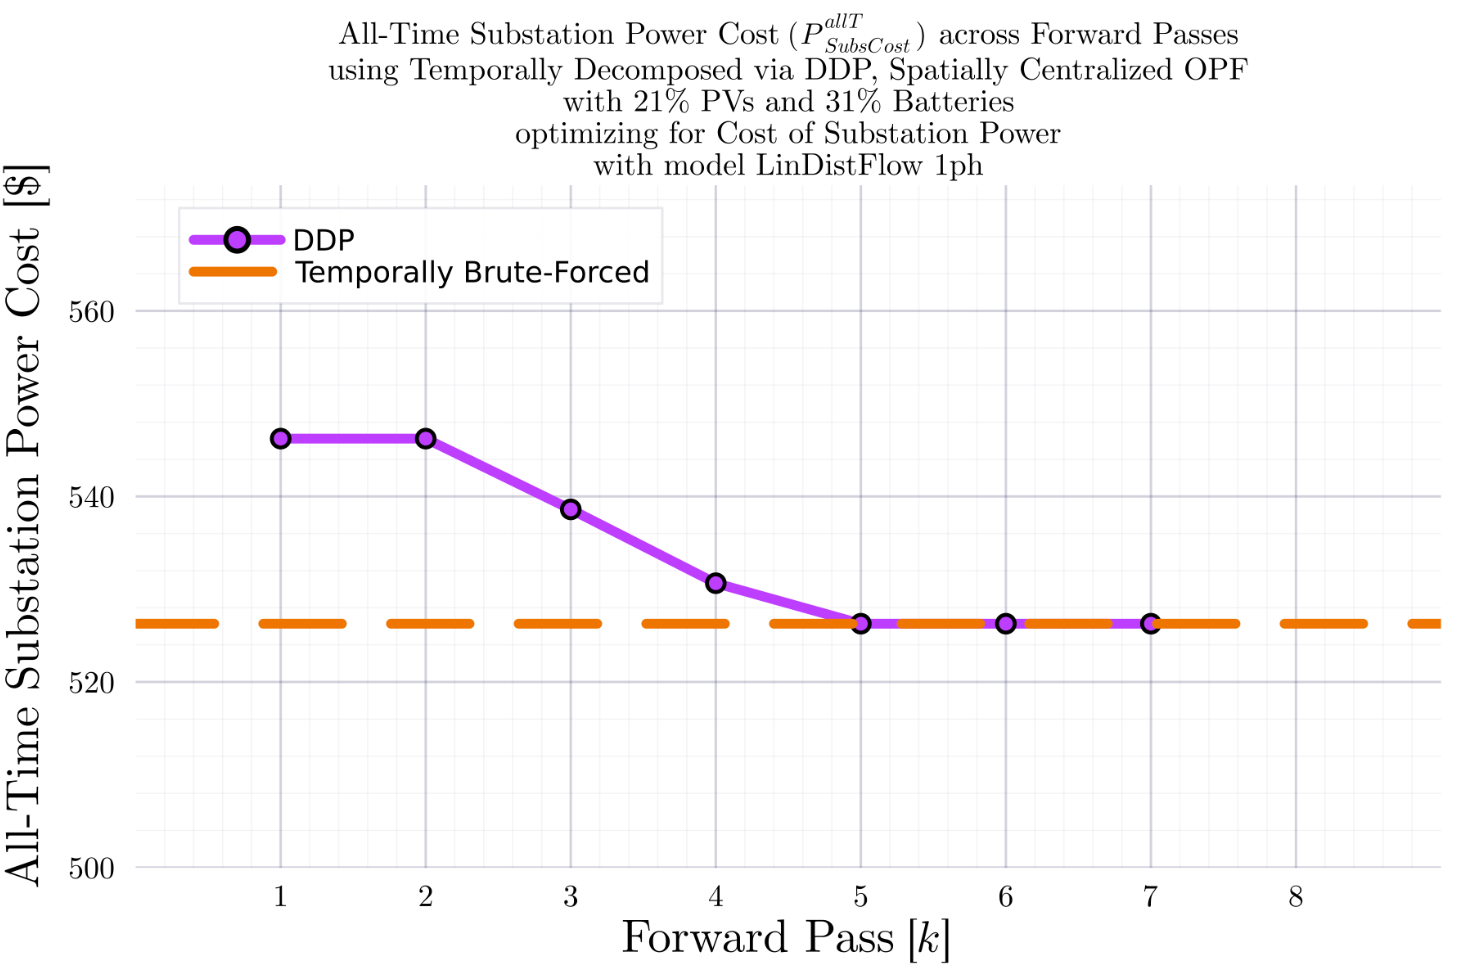 All-Time Substation Power Cost (P^{allT}_{SubsCost}) across Forward Passes
using Temporally Decomposed via DDP, Spatially Centralized OPF
with 21% PVs and 31% Batteries
optimizing for Cost of Substation Power
with model LinDistFlow 1ph
All-Time Substation Power Cost [$]
DDP
Temporally Brute-Forced
560
540
520
500
1 2 3 4 5 6 7 8
Forward Pass [k]